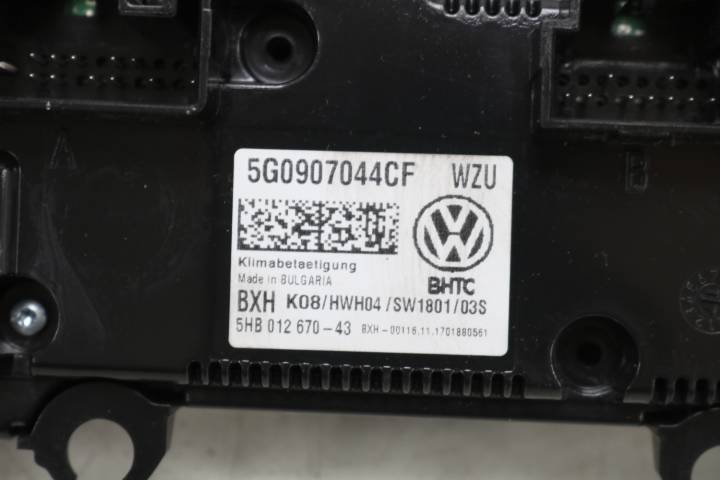 5G0907044CF WZU
Klimabetaetigung
Made in BULGARIA
BHTC
BXH K08/HWH04/SW1801/03S
5HB 012 670-43 BXH-00116.11.1701880561
A